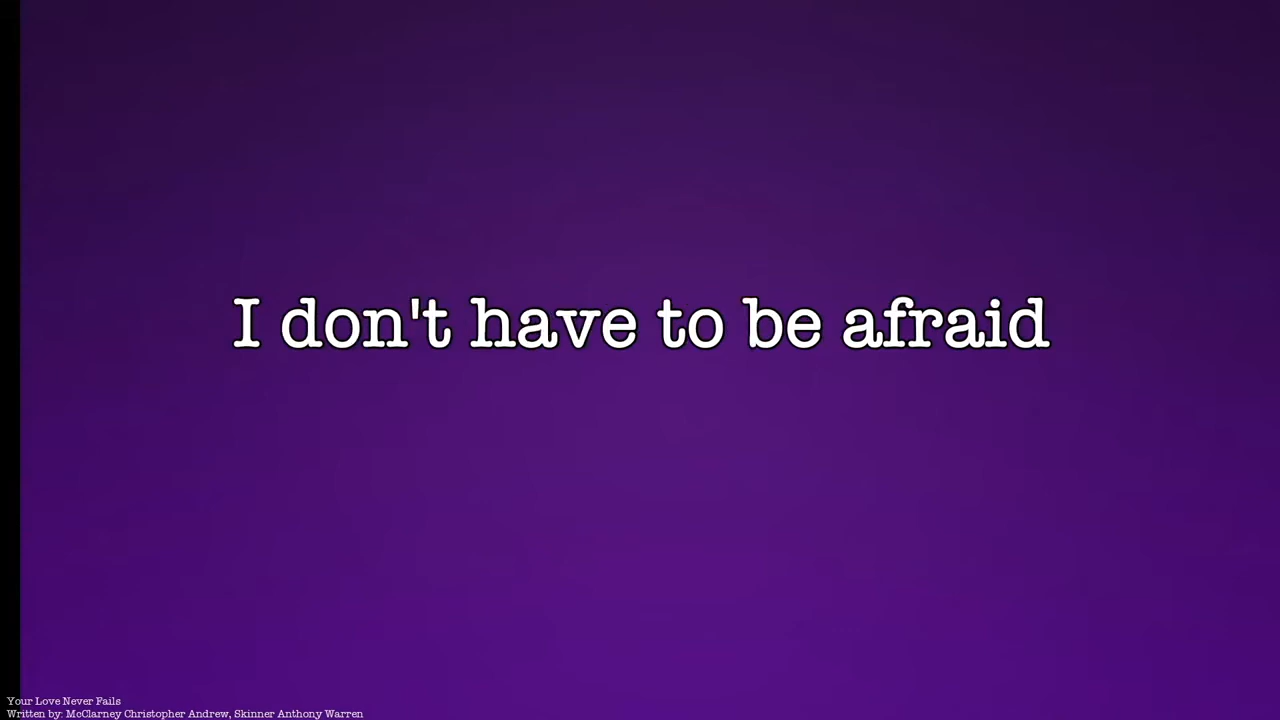 I don't have to be afraid
Your Love Never Fails
Written by: McClarney Christopher Andrew, Skinner Anthony Warren